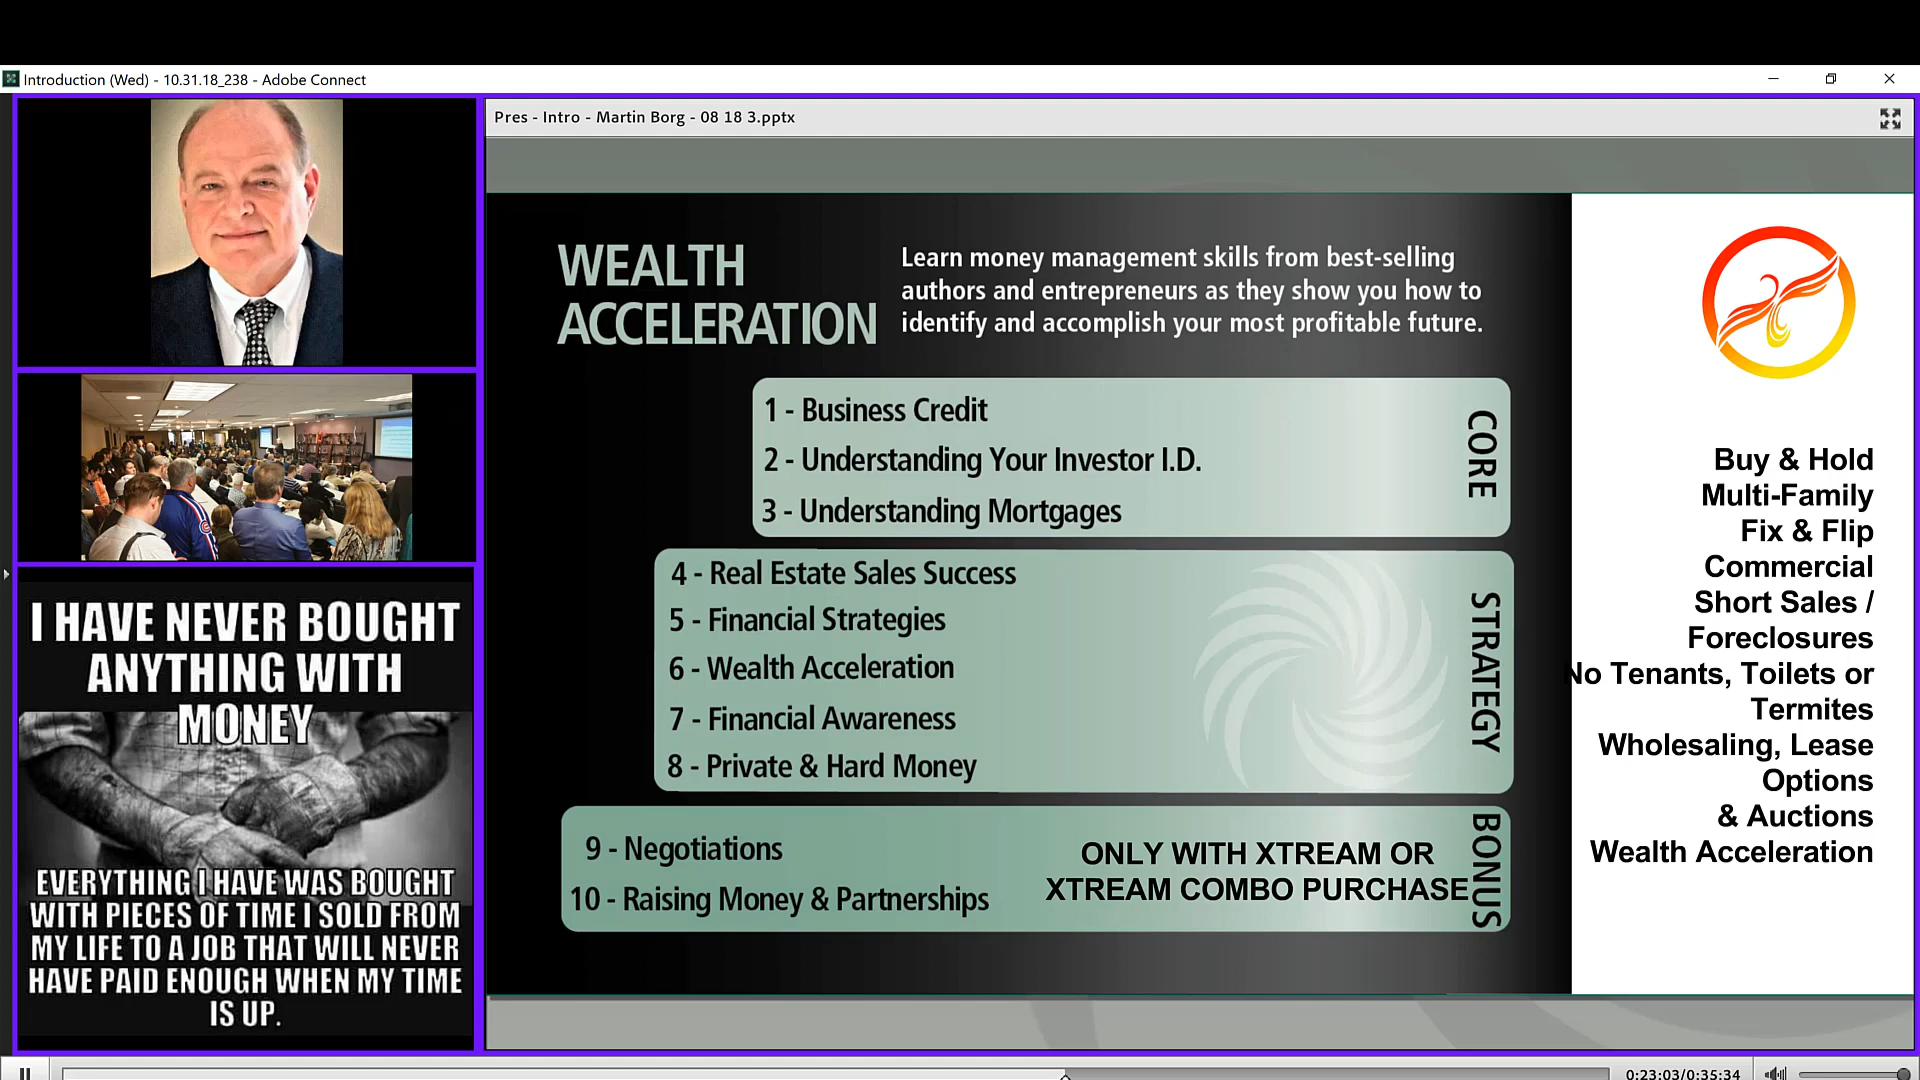 Introduction (Wed) - 10.31.18_238 - Adobe Connect
Pres - Intro - Martin Borg - 08 18 3.pptx
I HAVE NEVER BOUGHT
ANYTHING WITH
MONEY
EVERYTHING I HAVE WAS BOUGHT
WITH PIECES OF TIME I SOLD FROM
MY LIFE TO A JOB THAT WILL NEVER
HAVE PAID ENOUGH WHEN MY TIME
IS UP.
WEALTH
ACCELERATION
Learn money management skills from best-selling
authors and entrepreneurs as they show you how to
identify and accomplish your most profitable future.
1 - Business Credit
2 - Understanding Your Investor I.D.
3 - Understanding Mortgages
CORE
4 - Real Estate Sales Success
5 - Financial Strategies
6 - Wealth Acceleration
7 - Financial Awareness
8 - Private & Hard Money
STRATEGY
9 - Negotiations
10 - Raising Money & Partnerships
ONLY WITH XTREAM OR
XTREAM COMBO PURCHASE
BONUS
Buy & Hold
Multi-Family
Fix & Flip
Commercial
Short Sales /
Foreclosures
No Tenants, Toilets or
Termites
Wholesaling, Lease
Options
& Auctions
Wealth Acceleration
0:23:03/0:35:34